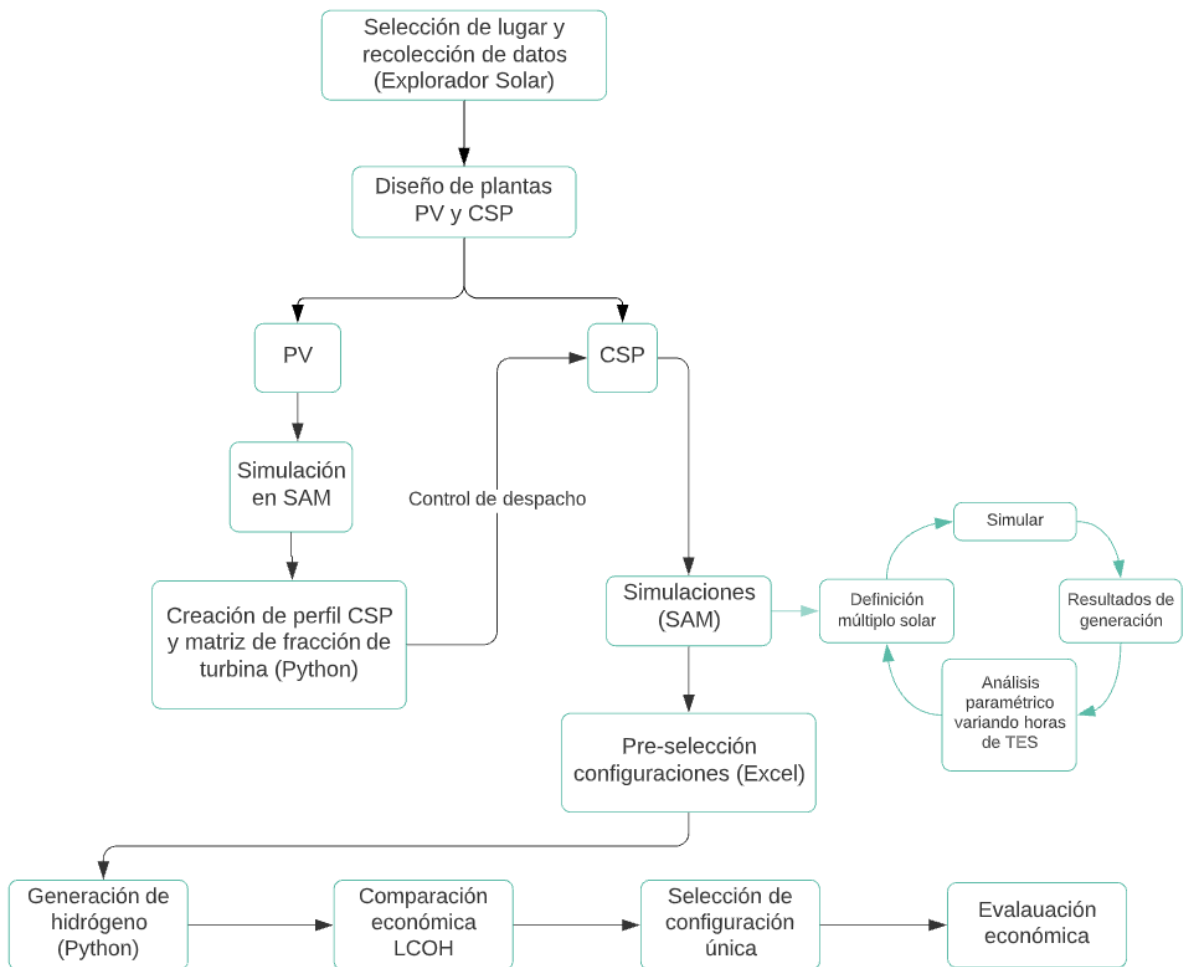 Selección de lugar y
recolección de datos
(Explorador Solar)
Diseño de plantas
PV y CSP
PV
CSP
Simulación
en SAM
Control de despacho
Creación de perfil CSP
y matriz de fracción de
turbina (Python)
Simulaciones
(SAM)
Simular
Definición
múltiplo solar
Resultados de
generación
Análisis
paramétrico
variando horas
de TES
Pre-selección
configuraciones (Excel)
Generación de
hidrógeno
(Python)
Comparación
económica
LCOH
Selección de
configuración
única
Evalauación
económica